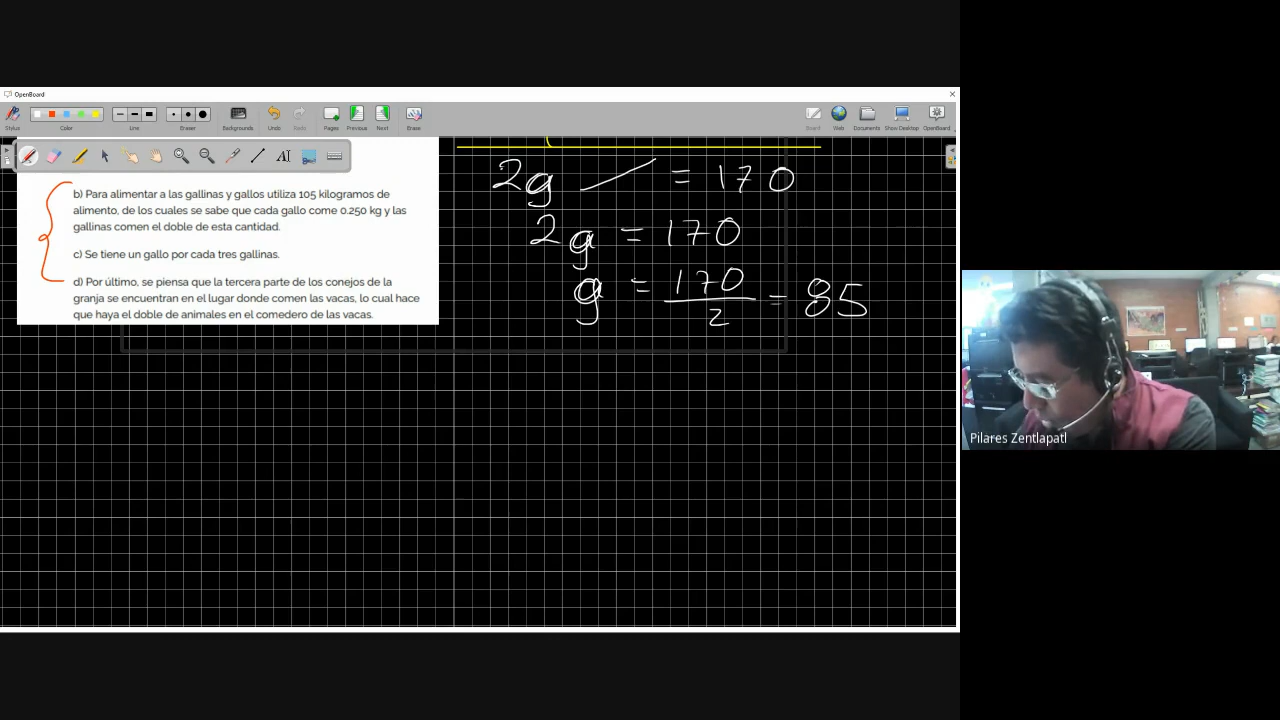 OpenBoard
Stylus Color Line Eraser Backgrounds Undo Redo Pages Previous Next Erase Board Web Documents Show Desktop OpenBoard
b) Para alimentar a las gallinas y gallos utiliza 105 kilogramos de
alimento, de los cuales se sabe que cada gallo come 0.250 kg y las
gallinas comen el doble de esta cantidad.
c) Se tiene un gallo por cada tres gallinas.
d) Por último, se piensa que la tercera parte de los conejos de la
granja se encuentran en el lugar donde comen las vacas, lo cual hace
que haya el doble de animales en el comedero de las vacas.
2g = 170
2g = 170
g = 170/2 = 85
Pilares Zentlapatl